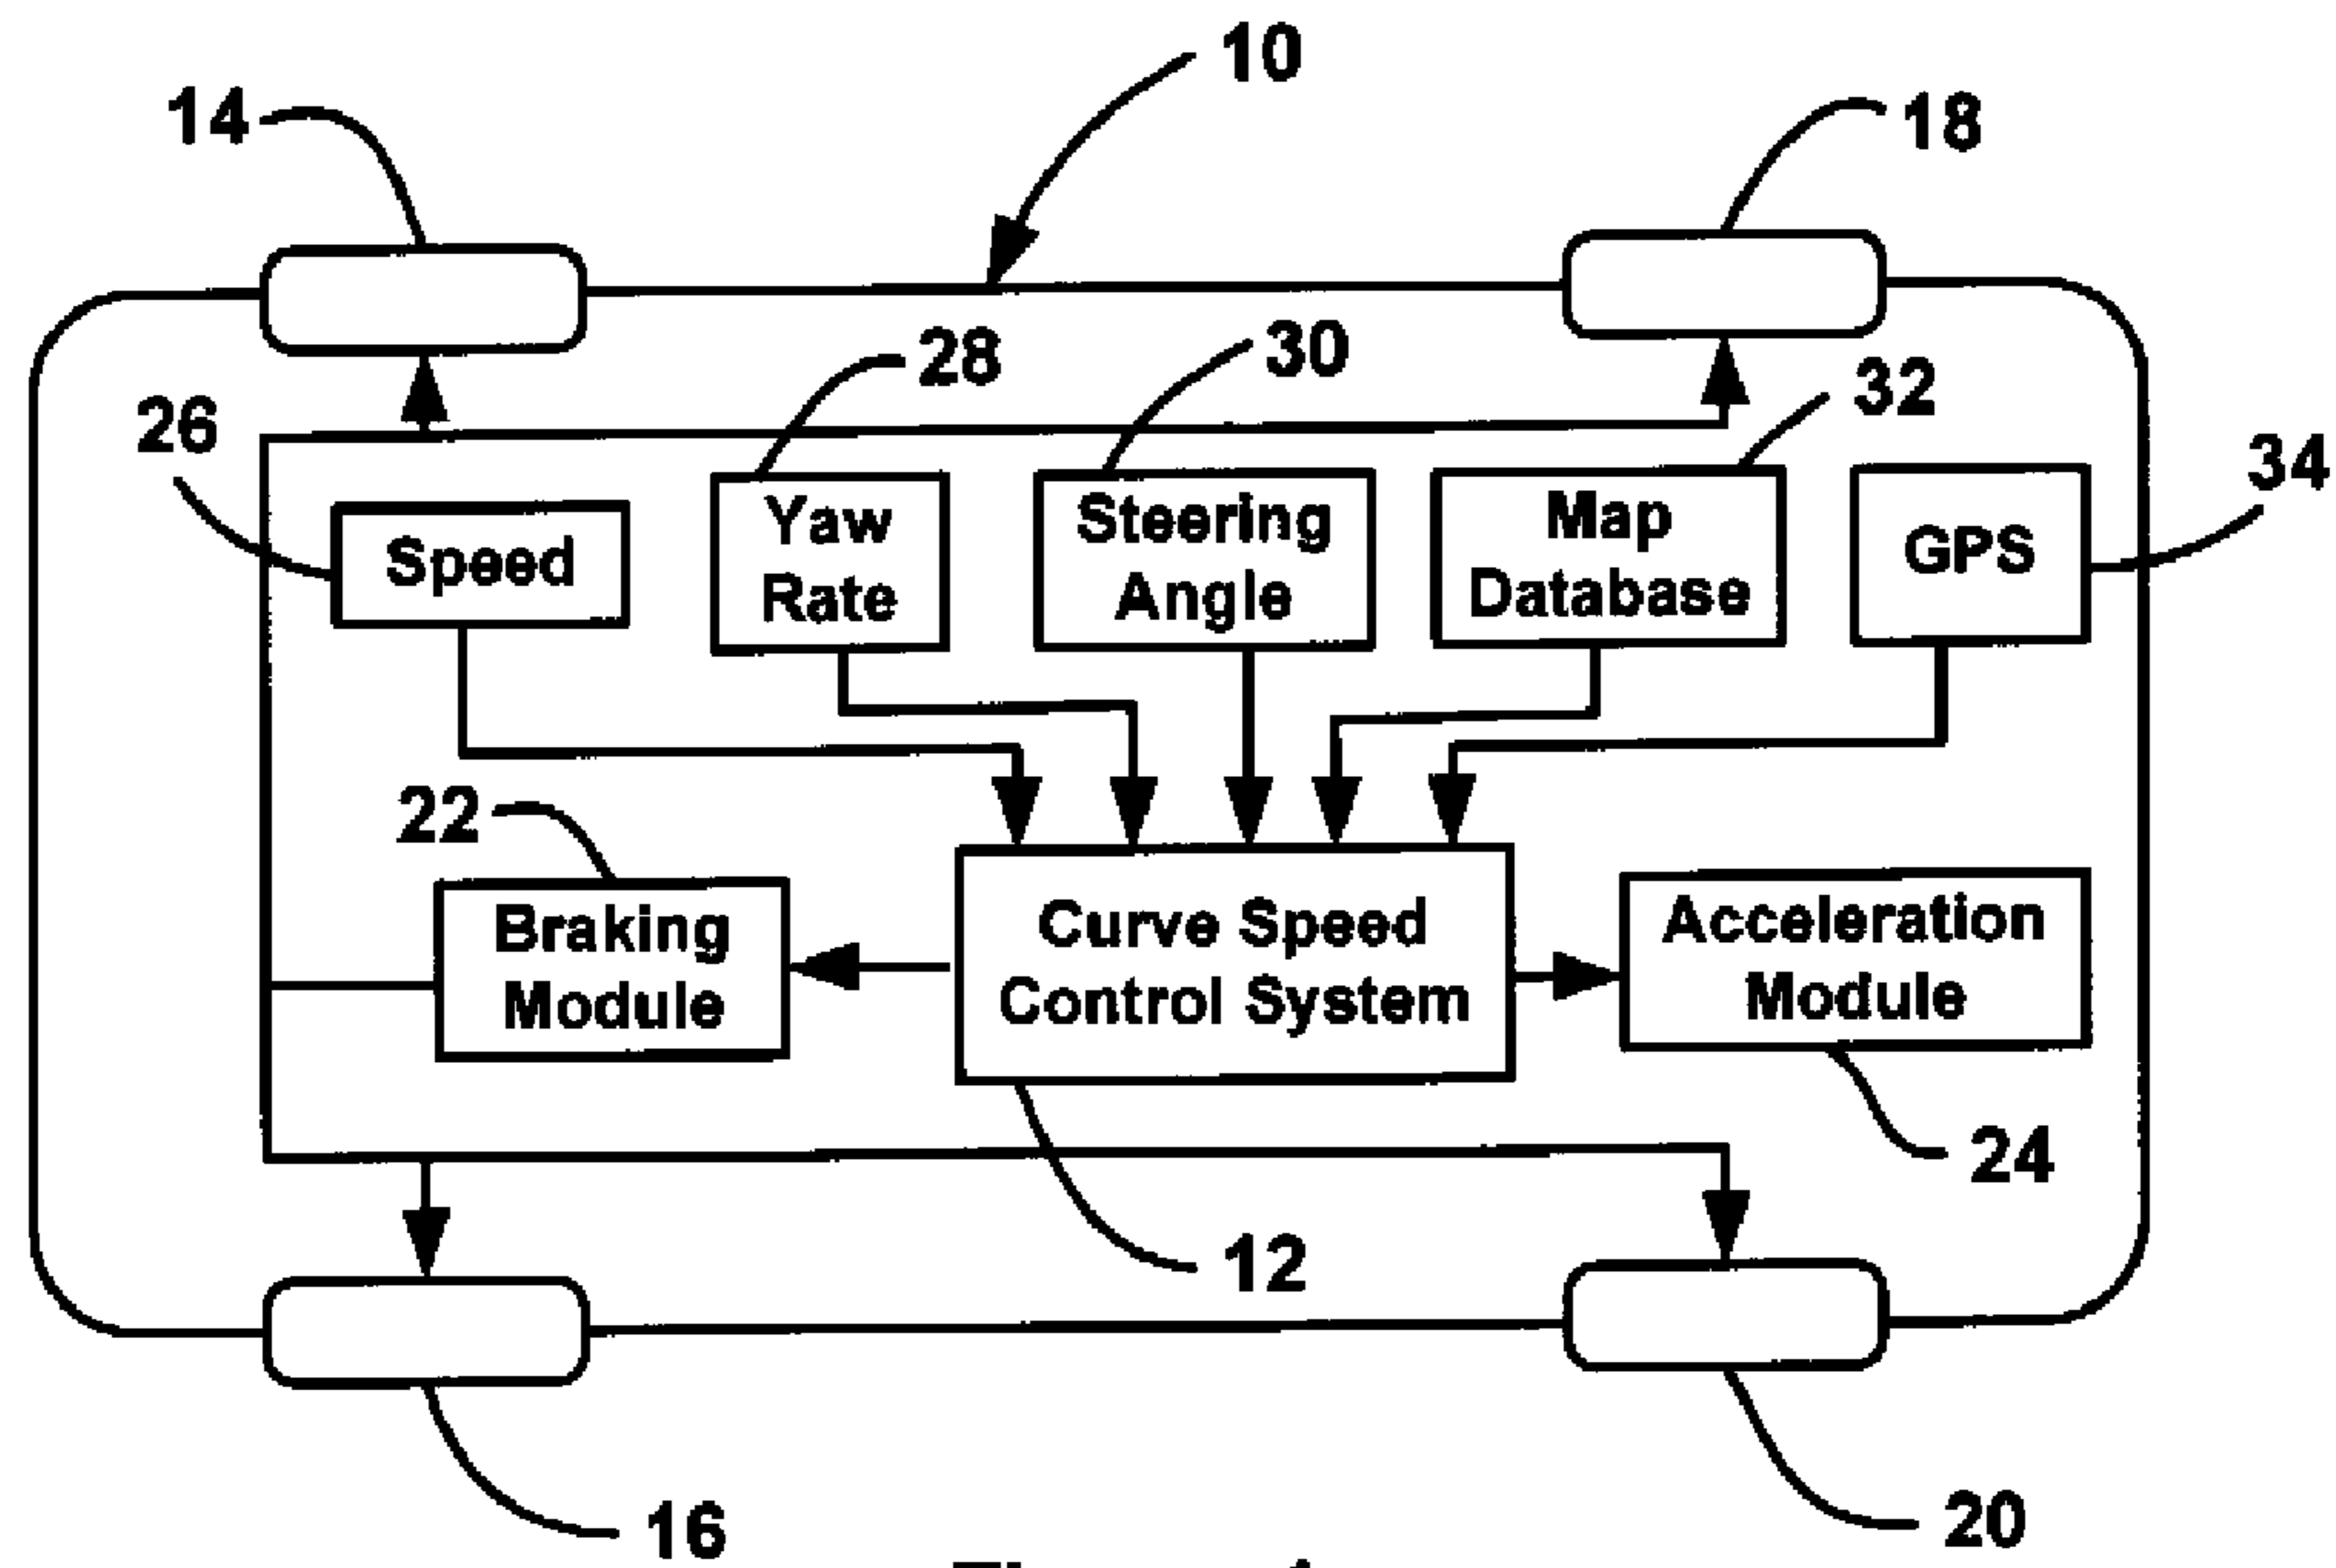 10
14
18
28
30
32
26
34
Speed
Yaw
Rate
Steering
Angle
Map
Database
GPS
22
Braking
Module
Curve Speed
Control System
Acceleration
Module
24
12
16
20